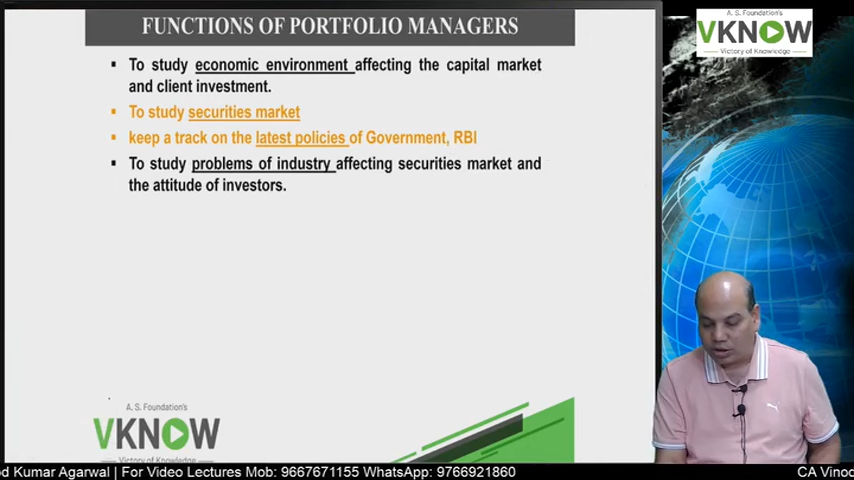 FUNCTIONS OF PORTFOLIO MANAGERS
A. S. Foundation's
VKNOW
Victory of Knowledge
▪ To study economic environment affecting the capital market
and client investment.
▪ To study securities market
▪ keep a track on the latest policies of Government, RBI
▪ To study problems of industry affecting securities market and
the attitude of investors.
A. S. Foundation's
VKNOW
Victory of Knowledge
od Kumar Agarwal | For Video Lectures Mob: 9667671155 WhatsApp: 9766921860
CA Vinod